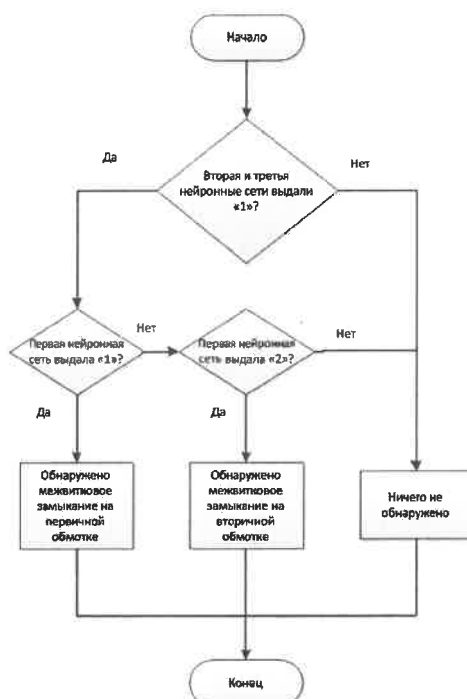 Начало
Да
Нет
Вторая и третья
нейронные сети выдали
«1»?
Первая нейронная
сеть выдала «1»?
Нет
Первая нейронная
сеть выдала «2»?
Нет
Да
Да
Обнаружено
межвитковое
замыкание на
первичной
обмотке
Обнаружено
межвитковое
замыкание на
вторичной
обмотке
Ничего не
обнаружено
Конец